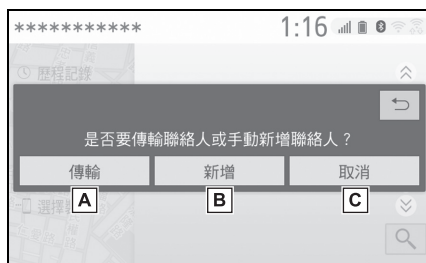 *********** 1:16
歷程記錄
是否要傳輸聯絡人或手動新增聯絡人？
傳輸 新增 取消
A B C
選擇